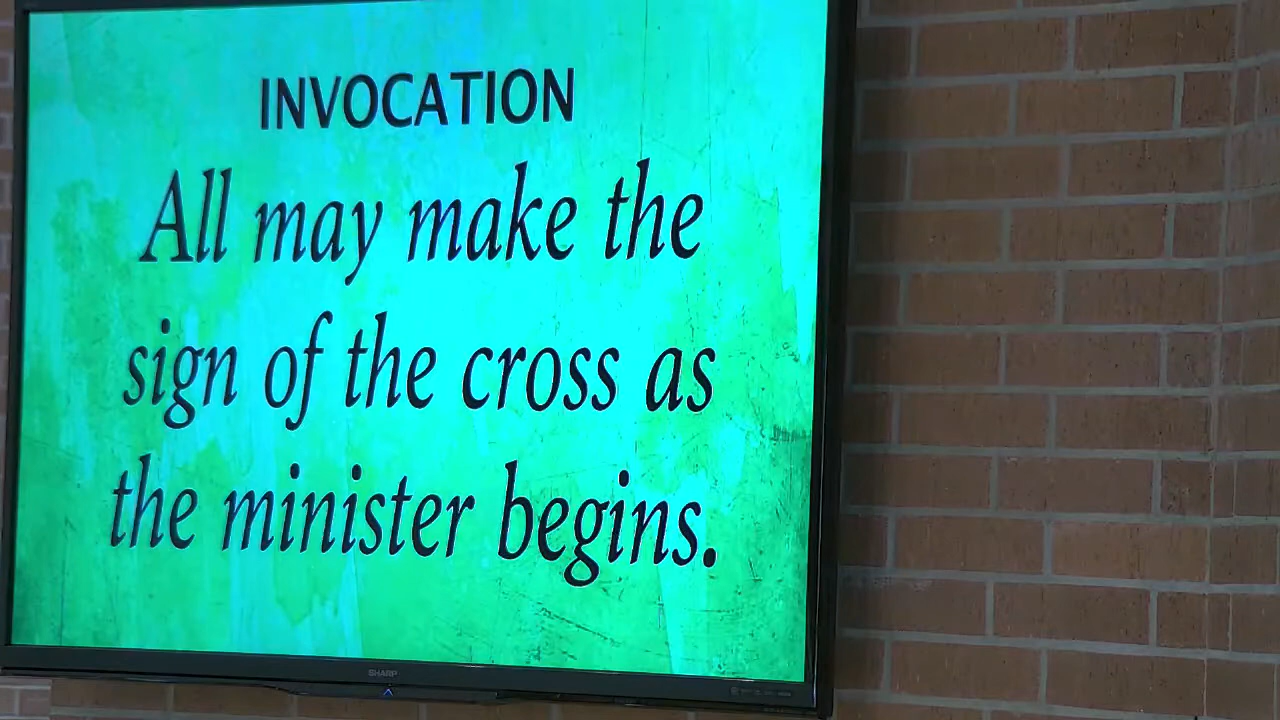 INVOCATION
All may make the
sign of the cross as
the minister begins.
SHARP